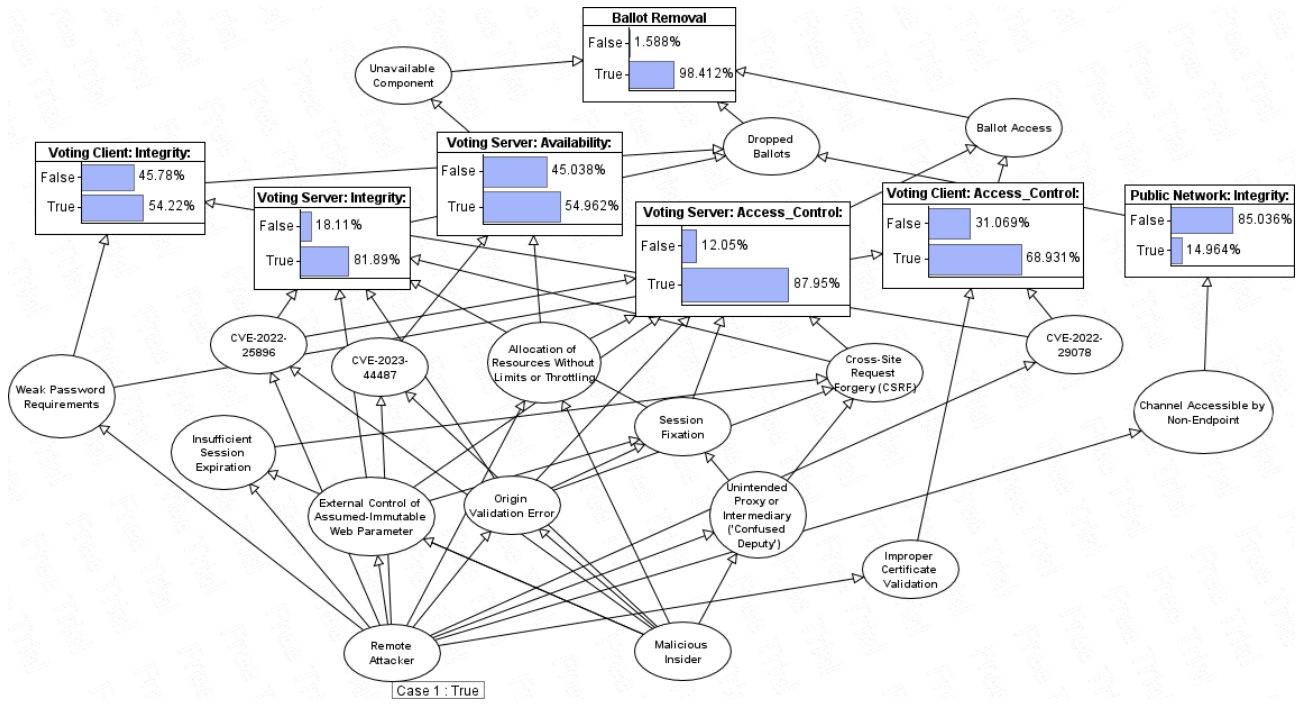 Ballot Removal
False 1.588%
True 98.412%
Unavailable
Component
Ballot Access
Dropped
Ballots
Voting Client: Integrity:
False 45.78%
True 54.22%
Voting Server: Availability:
False 45.038%
True 54.962%
Voting Server: Integrity:
False 18.11%
True 81.89%
Voting Server: Access_Control:
False 12.05%
True 87.95%
Voting Client: Access_Control:
False 31.069%
True 68.931%
Public Network: Integrity:
False 85.036%
True 14.964%
CVE-2022-
25896
CVE-2023-
44487
Allocation of
Resources Without
Limits or Throttling
Cross-Site
Request
Forgery (CSRF)
CVE-2022-
29078
Weak Password
Requirements
Channel Accessible by
Non-Endpoint
Insufficient
Session
Expiration
Session
Fixation
External Control of
Assumed-Immutable
Web Parameter
Origin
Validation Error
Unintended
Proxy or
Intermediary
('Confused
Deputy')
Improper
Certificate
Validation
Remote
Attacker
Malicious
Insider
Case 1 : True
Free Trial